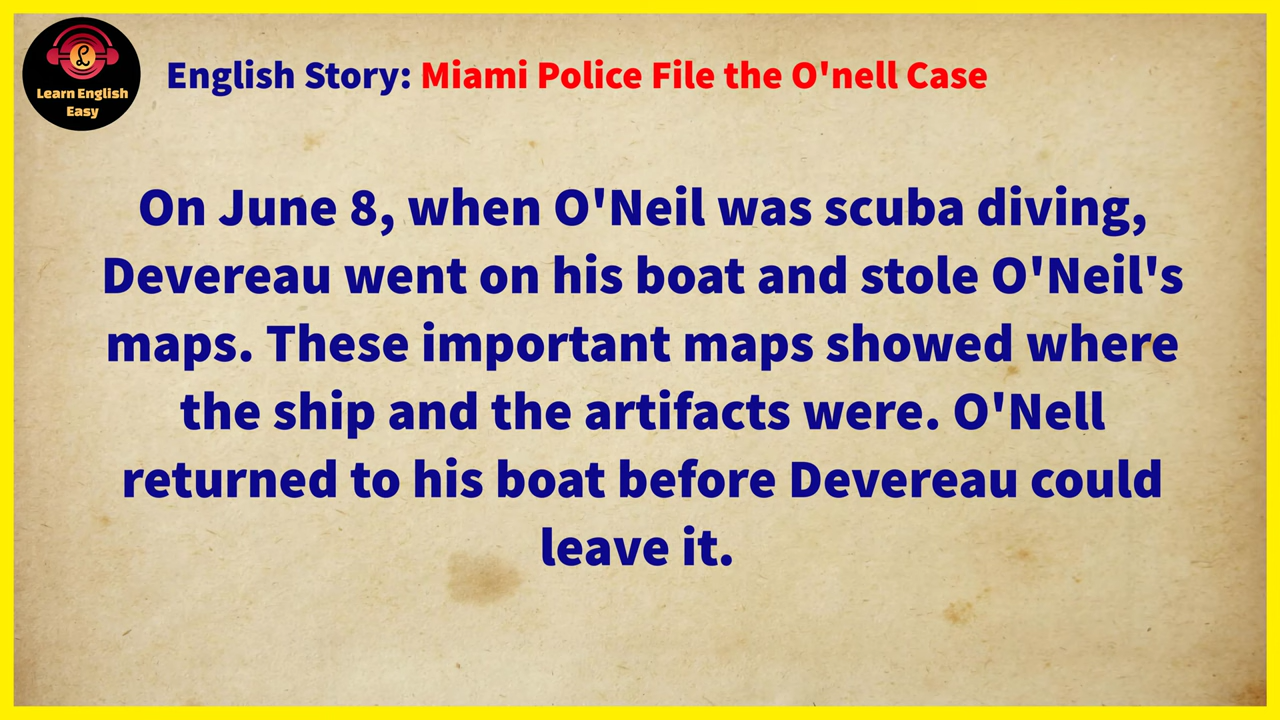 English Story: Miami Police File the O'nell Case
Learn English
Easy
On June 8, when O'Neil was scuba diving,
Devereau went on his boat and stole O'Neil's
maps. These important maps showed where
the ship and the artifacts were. O'Nell
returned to his boat before Devereau could
leave it.